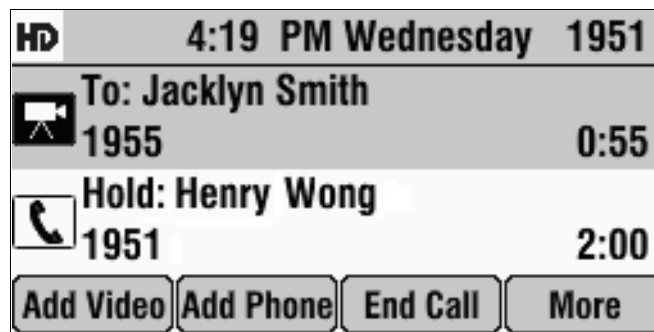 HD 4:19 PM Wednesday 1951
To: Jacklyn Smith
1955 0:55
Hold: Henry Wong
1951 2:00
Add Video Add Phone End Call More